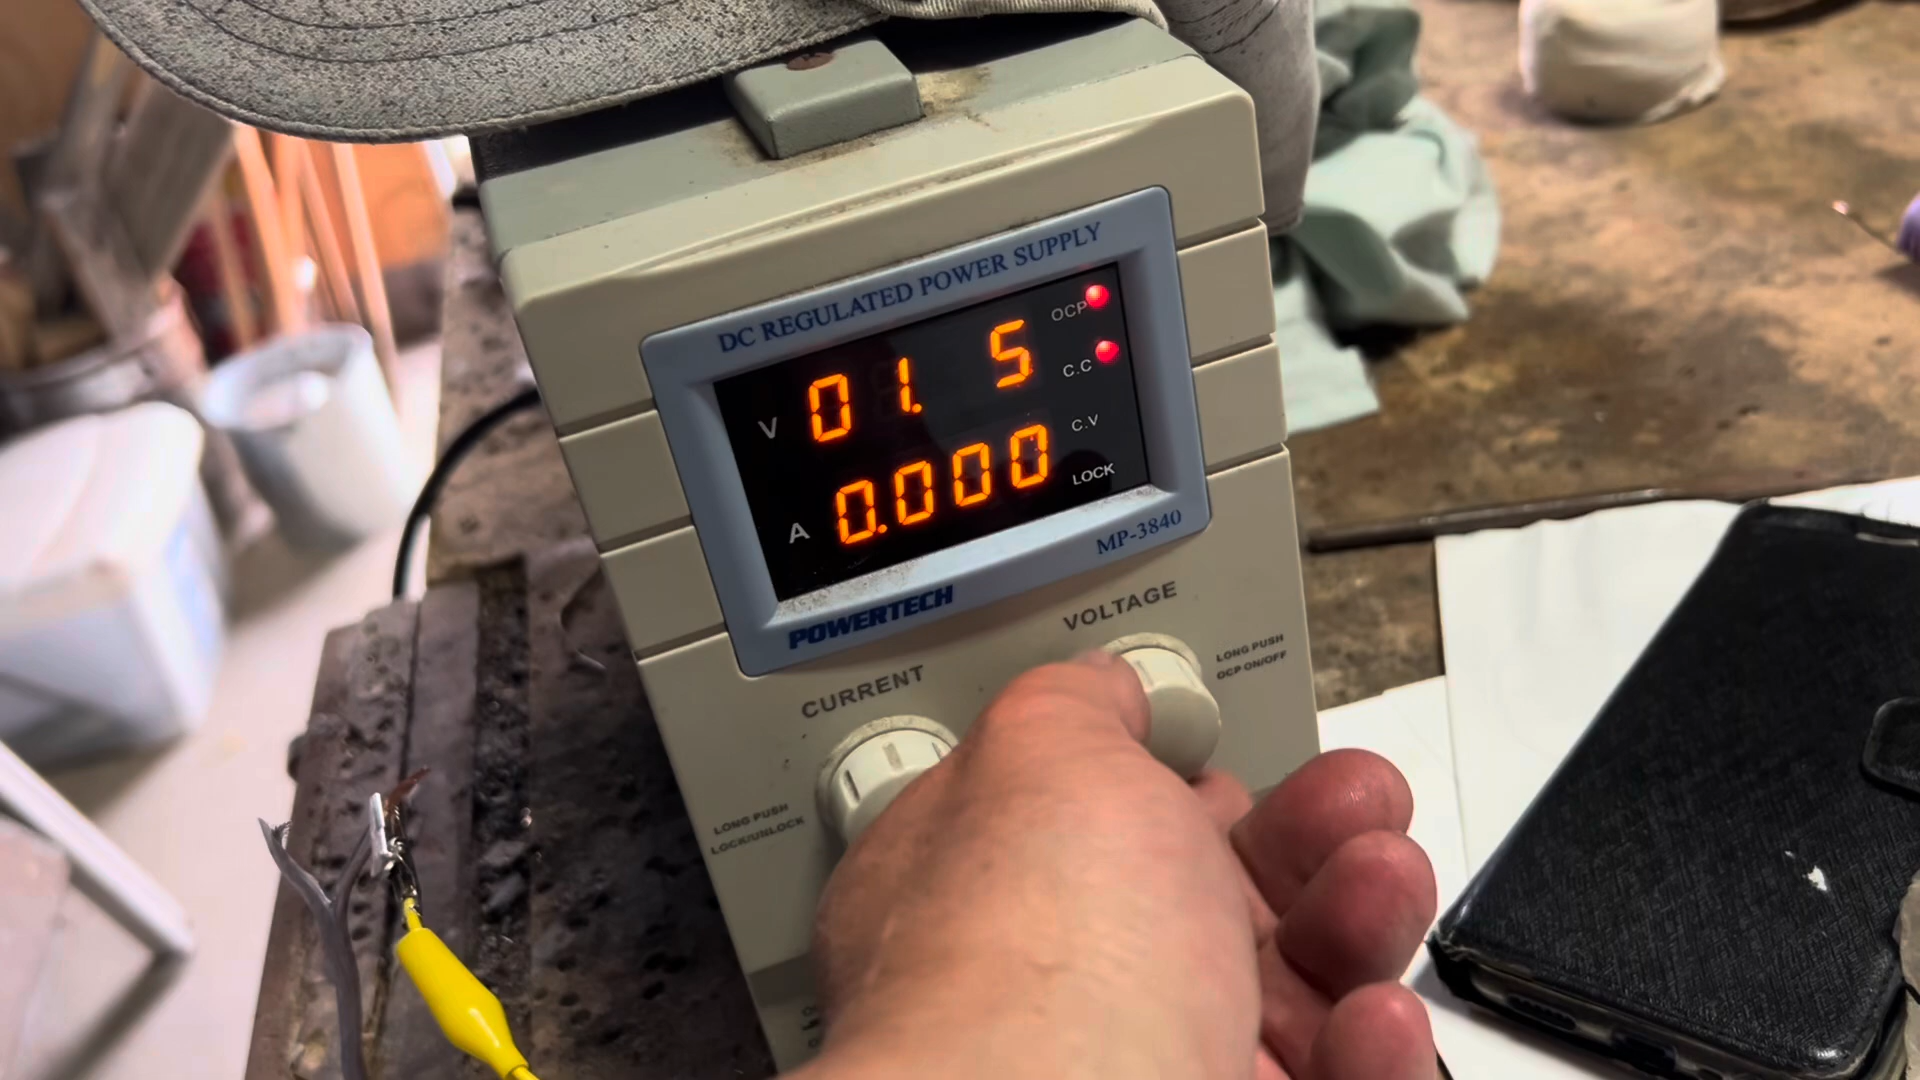 DC REGULATED POWER SUPPLY
V 01. 5
OCP
C.C
C.V
A 0.000
LOCK
MP-3840
POWERTECH
VOLTAGE
CURRENT
LONG PUSH
OCP ON/OFF
LONG PUSH
LOCK/UNLOCK